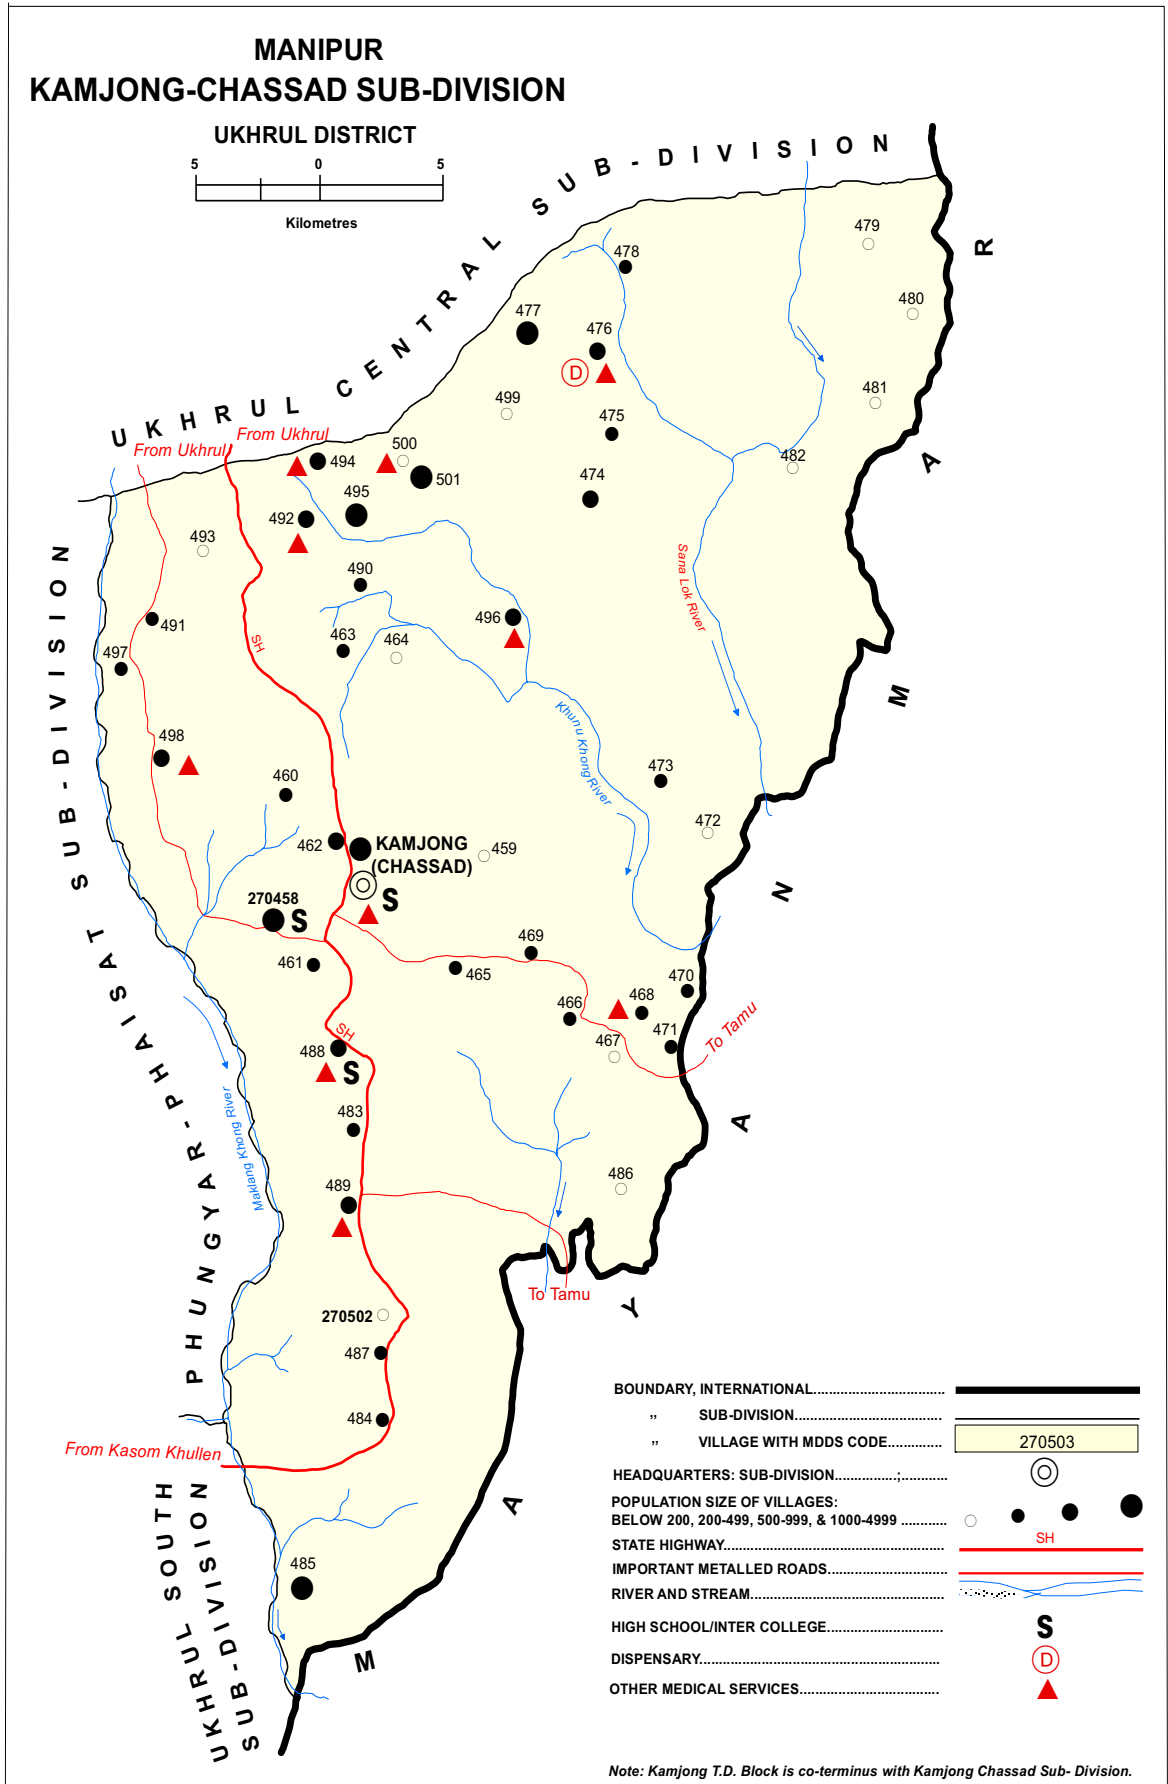 MANIPUR
KAMJONG-CHASSAD SUB-DIVISION
UKHRUL DISTRICT
5 0 5
Kilometres
UKHRUL CENTRAL SUB-DIVISION
MAYANMAR
PHUNGYAR-PHAISAT SUB-DIVISION
UKHRUL SOUTH
SUB-DIVISION
479
478
480
477
476
D
481
499
475
From Ukhrul
From Ukhrul
500
494
501
482
474
495
492
493
490
Sana Lok River
496
491
463
464
SH
497
Khunu Khong River
498
473
460
472
462
KAMJONG
(CHASSAD)
459
S
270458
S
469
461
465
470
468
466
471
467
To Tamu
SH
488
S
Maklang Khong River
483
486
489
To Tamu
270502
487
484
From Kasom Khullen
485
BOUNDARY, INTERNATIONAL................................
,, SUB-DIVISION....................................
,, VILLAGE WITH MDDS CODE.............
270503
HEADQUARTERS: SUB-DIVISION...............;...........
POPULATION SIZE OF VILLAGES:
BELOW 200, 200-499, 500-999, & 1000-4999 ...........
STATE HIGHWAY.....................................................
SH
IMPORTANT METALLED ROADS............................
RIVER AND STREAM...............................................
HIGH SCHOOL/INTER COLLEGE............................
S
DISPENSARY..........................................................
D
OTHER MEDICAL SERVICES..................................
Note: Kamjong T.D. Block is co-terminus with Kamjong Chassad Sub- Division.